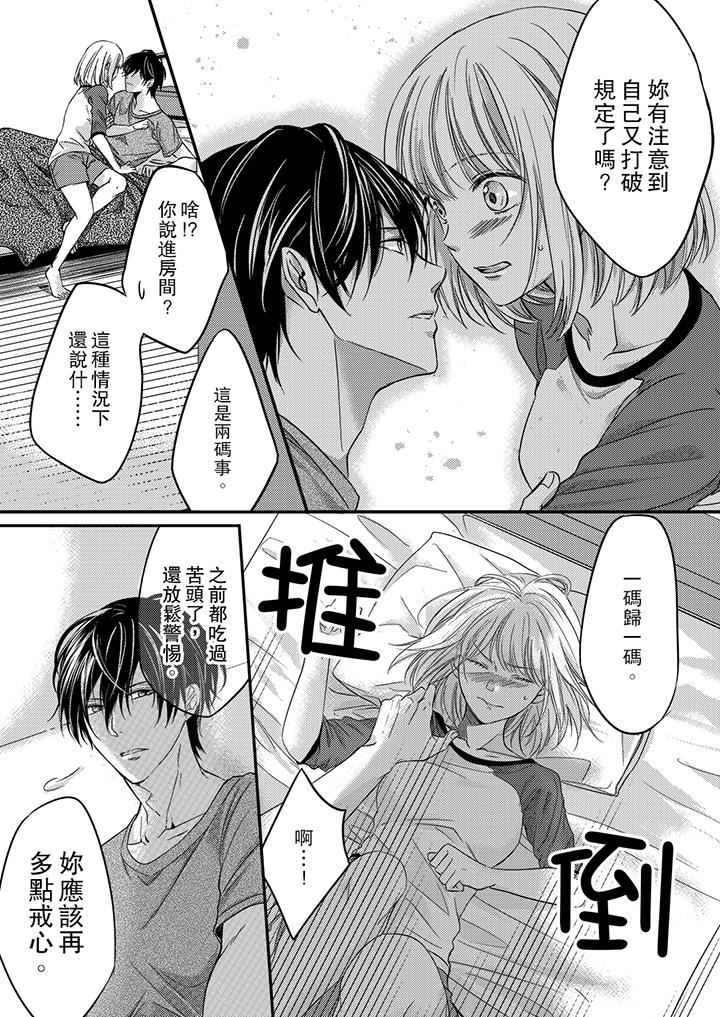 妳有注意到
自己又打破
規定了嗎？
啥!?
你說進房間？
這種情況下
還說什……
這是兩碼事。
一碼歸一碼。
推
倒
啊…！
之前都吃過
苦頭了，
還放鬆警惕。
妳應該再
多點戒心。